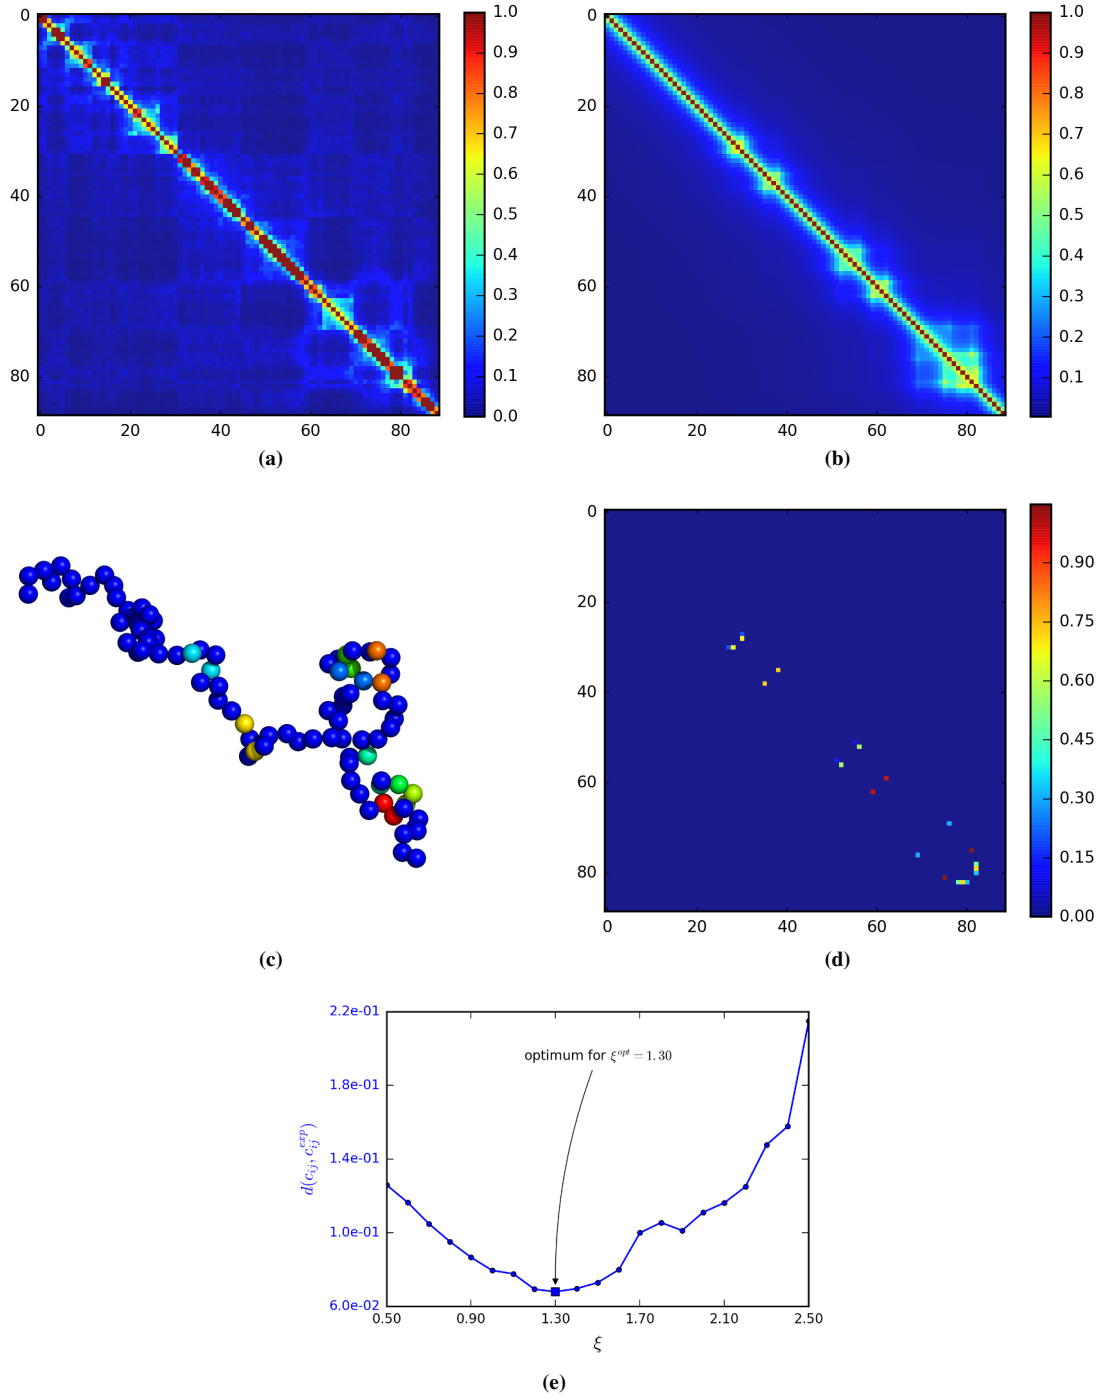 0
20
40
60
80
0 20 40 60 80
1.0
0.9
0.8
0.7
0.6
0.5
0.4
0.3
0.2
0.1
0.0
(a)
0
20
40
60
80
0 20 40 60 80
1.0
0.9
0.8
0.7
0.6
0.5
0.4
0.3
0.2
0.1
(b)
(c)
0
20
40
60
80
0 20 40 60 80
0.90
0.75
0.60
0.45
0.30
0.15
0.00
(d)
2.2e-01
1.8e-01
1.4e-01
1.0e-01
6.0e-02
d(c_{ij}, c_{ij}^{exp})
optimum for ξ^{opt} = 1.30
0.50 0.90 1.30 1.70 2.10 2.50
ξ
(e)